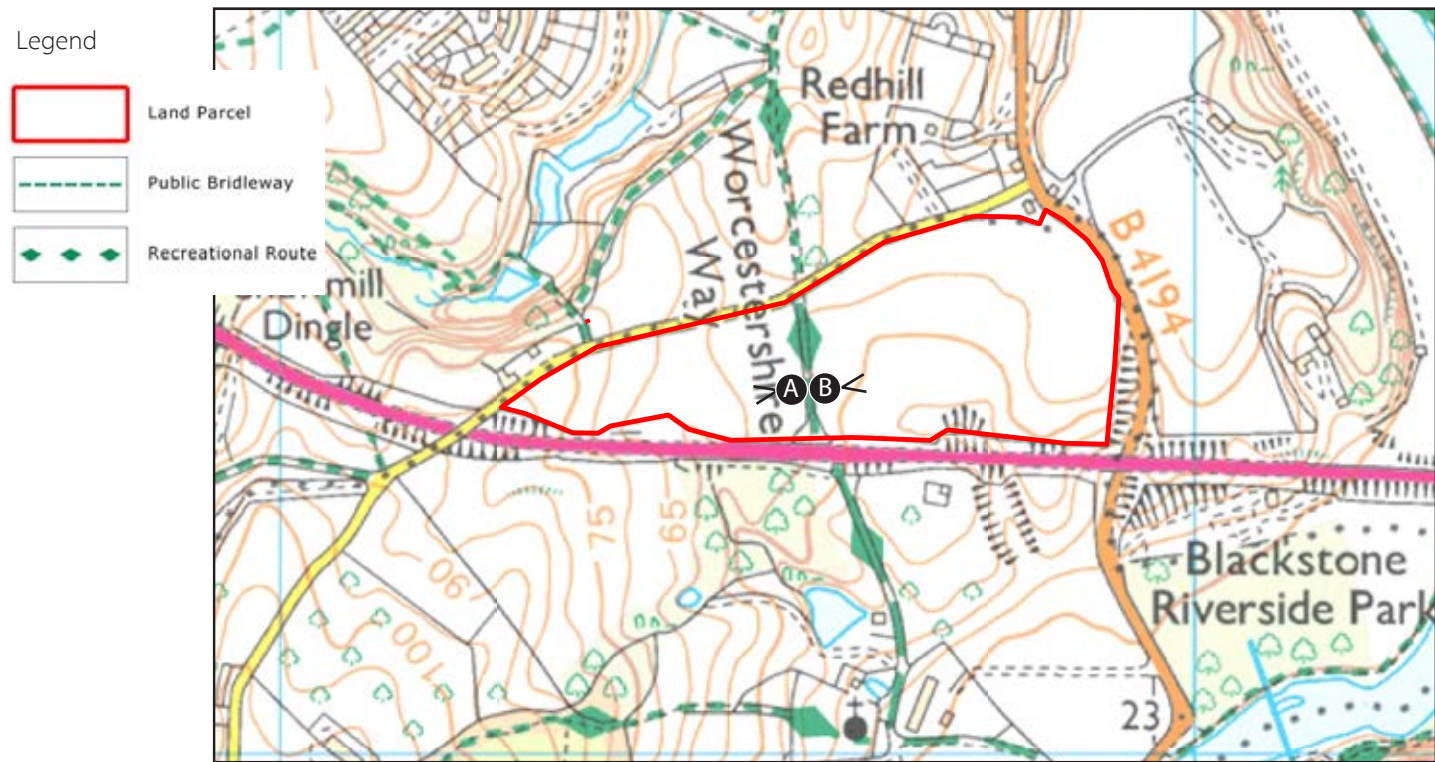 Legend
Land Parcel
Public Bridleway
Recreational Route
Redhill
Farm
Worcestershire
Way
B 4194
Dingle
A
B
75
65
90
100
Blackstone
Riverside Park
23